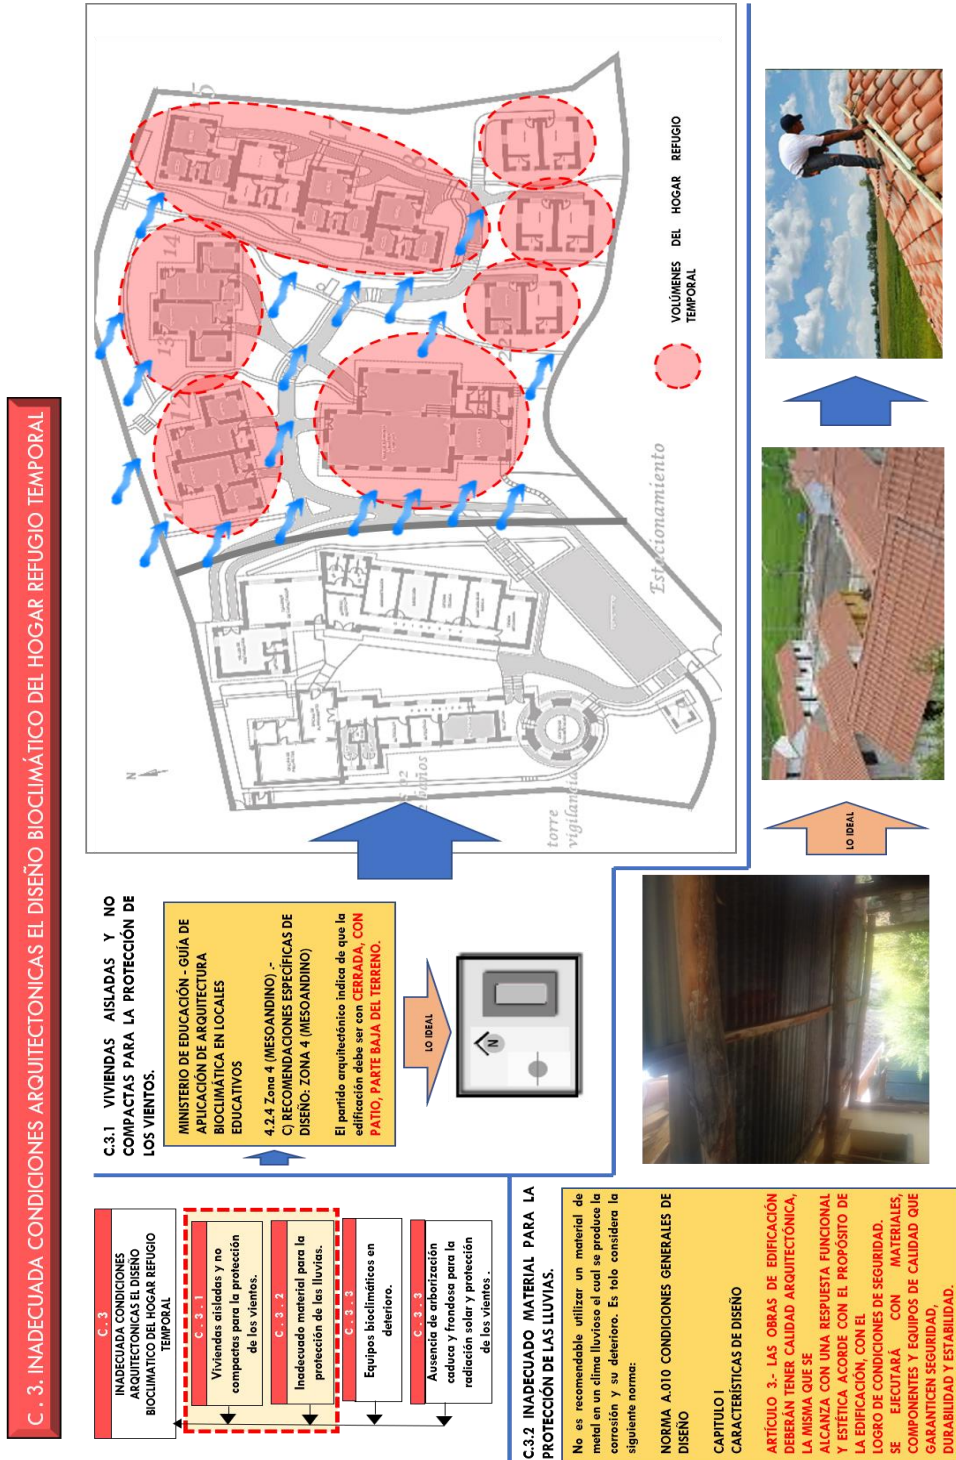 C . 3. INADECUADA CONDICIONES ARQUITECTONICAS EL DISEÑO BIOCLIMÁTICO DEL HOGAR REFUGIO TEMPORAL
C . 3
INADECUADA CONDICIONES
ARQUITECTONICAS EL DISEÑO
BIOCLIMÁTICO DEL HOGAR REFUGIO
TEMPORAL
C . 3 . 1
Viviendas aisladas y no
compactas para la protección
de los vientos.
C . 3 . 2
Inadecuado material para la
protección de las lluvias.
C . 3 . 3
Equipos bioclimáticos en
deterioro.
C . 3 . 3
Ausencia de arborización
caduca y frondosa para la
radiación solar y protección
de los vientos .
C.3.1 VIVIENDAS AISLADAS Y NO
COMPACTAS PARA LA PROTECCIÓN DE
LOS VIENTOS.
MINISTERIO DE EDUCACIÓN - GUÍA DE
APLICACIÓN DE ARQUITECTURA
BIOCLIMÁTICA EN LOCALES
EDUCATIVOS
4.2.4 Zona 4 (MESOANDINO) .-
C) RECOMENDACIONES ESPECÍFICAS DE
DISEÑO: ZONA 4 (MESOANDINO)
El partido arquitectónico indica de que la
edificación debe ser con CERRADA, CON
PATIO, PARTE BAJA DEL TERRENO.
LO IDEAL
N
N
torre
vigilancia
baños
Estacionamiento
12
13
14
15
22
VOLÚMENES DEL HOGAR REFUGIO
TEMPORAL
C.3.2 INADECUADO MATERIAL PARA LA
PROTECCIÓN DE LAS LLUVIAS.
No es recomendable utilizar un material de
metal en un clima lluvioso el cual se produce la
corrosión y su deterioro. Es tolo considera la
siguiente norma:
NORMA A.010 CONDICIONES GENERALES DE
DISEÑO
CAPITULO I
CARACTERÍSTICAS DE DISEÑO
ARTÍCULO 3.- LAS OBRAS DE EDIFICACIÓN
DEBERÁN TENER CALIDAD ARQUITECTÓNICA,
LA MISMA QUE SE
ALCANZA CON UNA RESPUESTA FUNCIONAL
Y ESTÉTICA ACORDE CON EL PROPÓSITO DE
LA EDIFICACIÓN, CON EL
LOGRO DE CONDICIONES DE SEGURIDAD.
SE EJECUTARÁ CON MATERIALES,
COMPONENTES Y EQUIPOS DE CALIDAD QUE
GARANTICEN SEGURIDAD,
DURABILIDAD Y ESTABILIDAD.
LO IDEAL